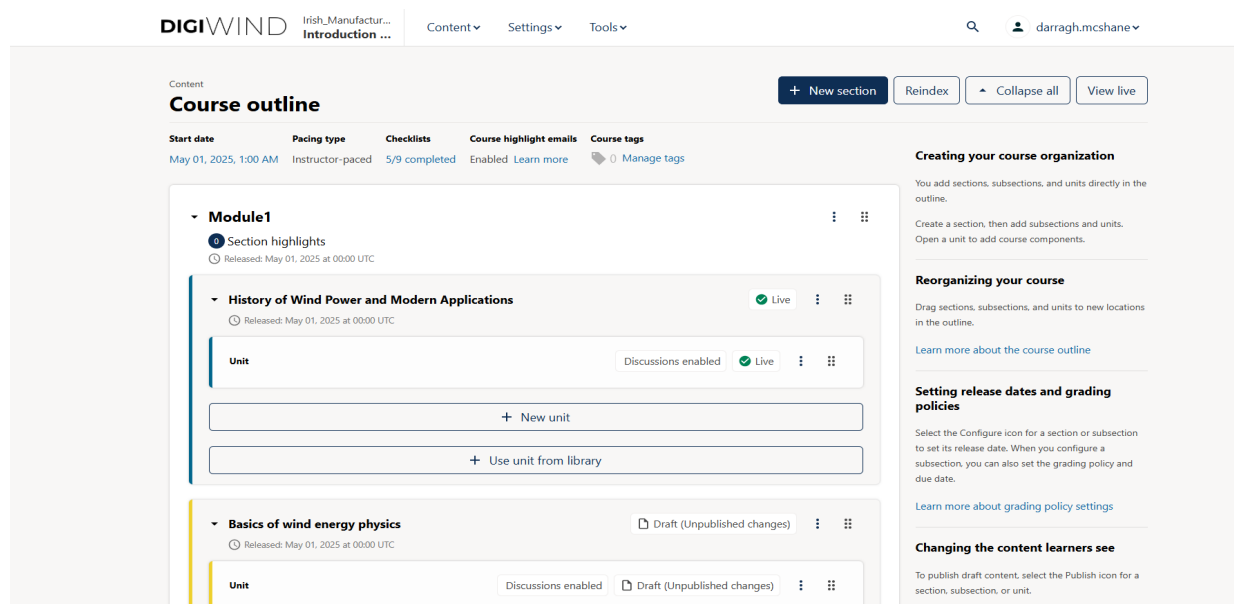 DIGIWIND
Irish_Manufactur...
Introduction ...
Content
Settings
Tools
darragh.mcshane
Content
Course outline
+ New section
Reindex
Collapse all
View live
Start date
May 01, 2025, 1:00 AM
Pacing type
Instructor-paced
Checklists
5/9 completed
Course highlight emails
Enabled Learn more
Course tags
0 Manage tags
Module1
0 Section highlights
Released: May 01, 2025 at 00:00 UTC
History of Wind Power and Modern Applications
Live
Released: May 01, 2025 at 00:00 UTC
Unit
Discussions enabled
Live
+ New unit
+ Use unit from library
Basics of wind energy physics
Draft (Unpublished changes)
Released: May 01, 2025 at 00:00 UTC
Unit
Discussions enabled
Draft (Unpublished changes)
Creating your course organization
You add sections, subsections, and units directly in the
outline.
Create a section, then add subsections and units.
Open a unit to add course components.
Reorganizing your course
Drag sections, subsections, and units to new locations
in the outline.
Learn more about the course outline
Setting release dates and grading
policies
Select the Configure icon for a section or subsection
to set its release date. When you configure a
subsection, you can also set the grading policy and
due date.
Learn more about grading policy settings
Changing the content learners see
To publish draft content, select the Publish icon for a
section, subsection, or unit.